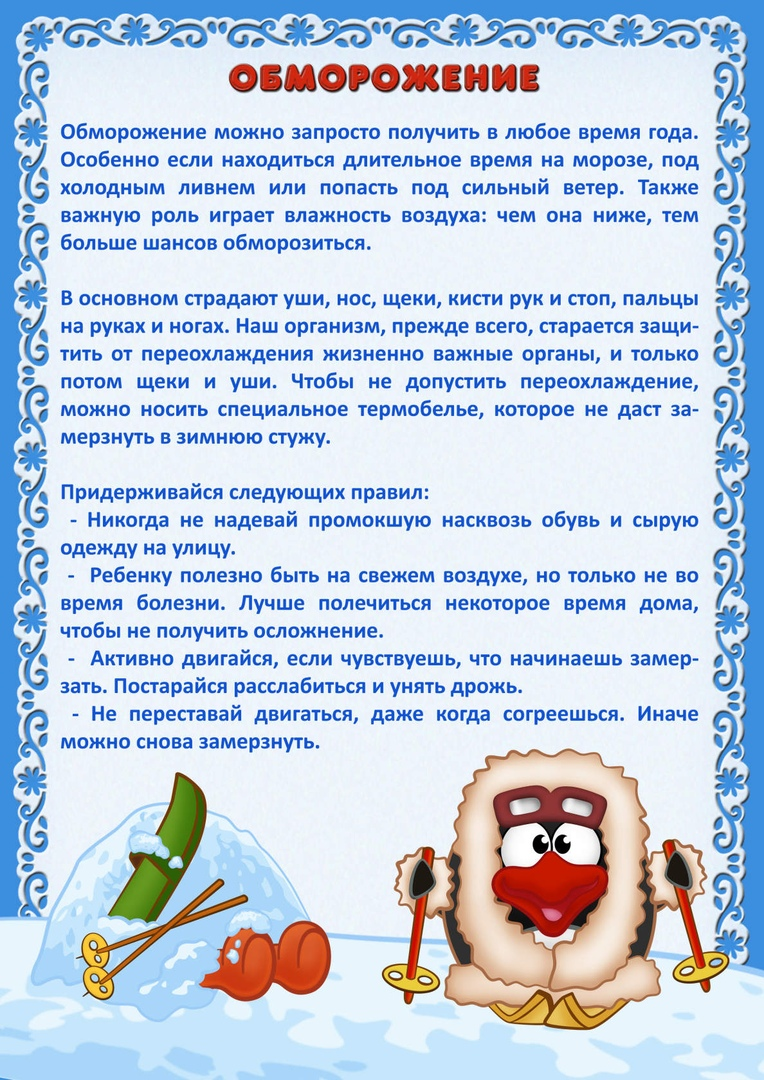 ОБМОРОЖЕНИЕ
Обморожение можно запросто получить в любое время года.
Особенно если находиться длительное время на морозе, под
холодным ливнем или попасть под сильный ветер. Также
важную роль играет влажность воздуха: чем она ниже, тем
больше шансов обморозиться.
В основном страдают уши, нос, щеки, кисти рук и стоп, пальцы
на руках и ногах. Наш организм, прежде всего, старается защи-
тить от переохлаждения жизненно важные органы, и только
потом щеки и уши. Чтобы не допустить переохлаждение,
можно носить специальное термобелье, которое не даст за-
мерзнуть в зимнюю стужу.
Придерживайся следующих правил:
- Никогда не надевай промокшую насквозь обувь и сырую
одежду на улицу.
- Ребенку полезно быть на свежем воздухе, но только не во
время болезни. Лучше полечиться некоторое время дома,
чтобы не получить осложнение.
- Активно двигайся, если чувствуешь, что начинаешь замер-
зать. Постарайся расслабиться и унять дрожь.
- Не переставай двигаться, даже когда согреешься. Иначе
можно снова замерзнуть.